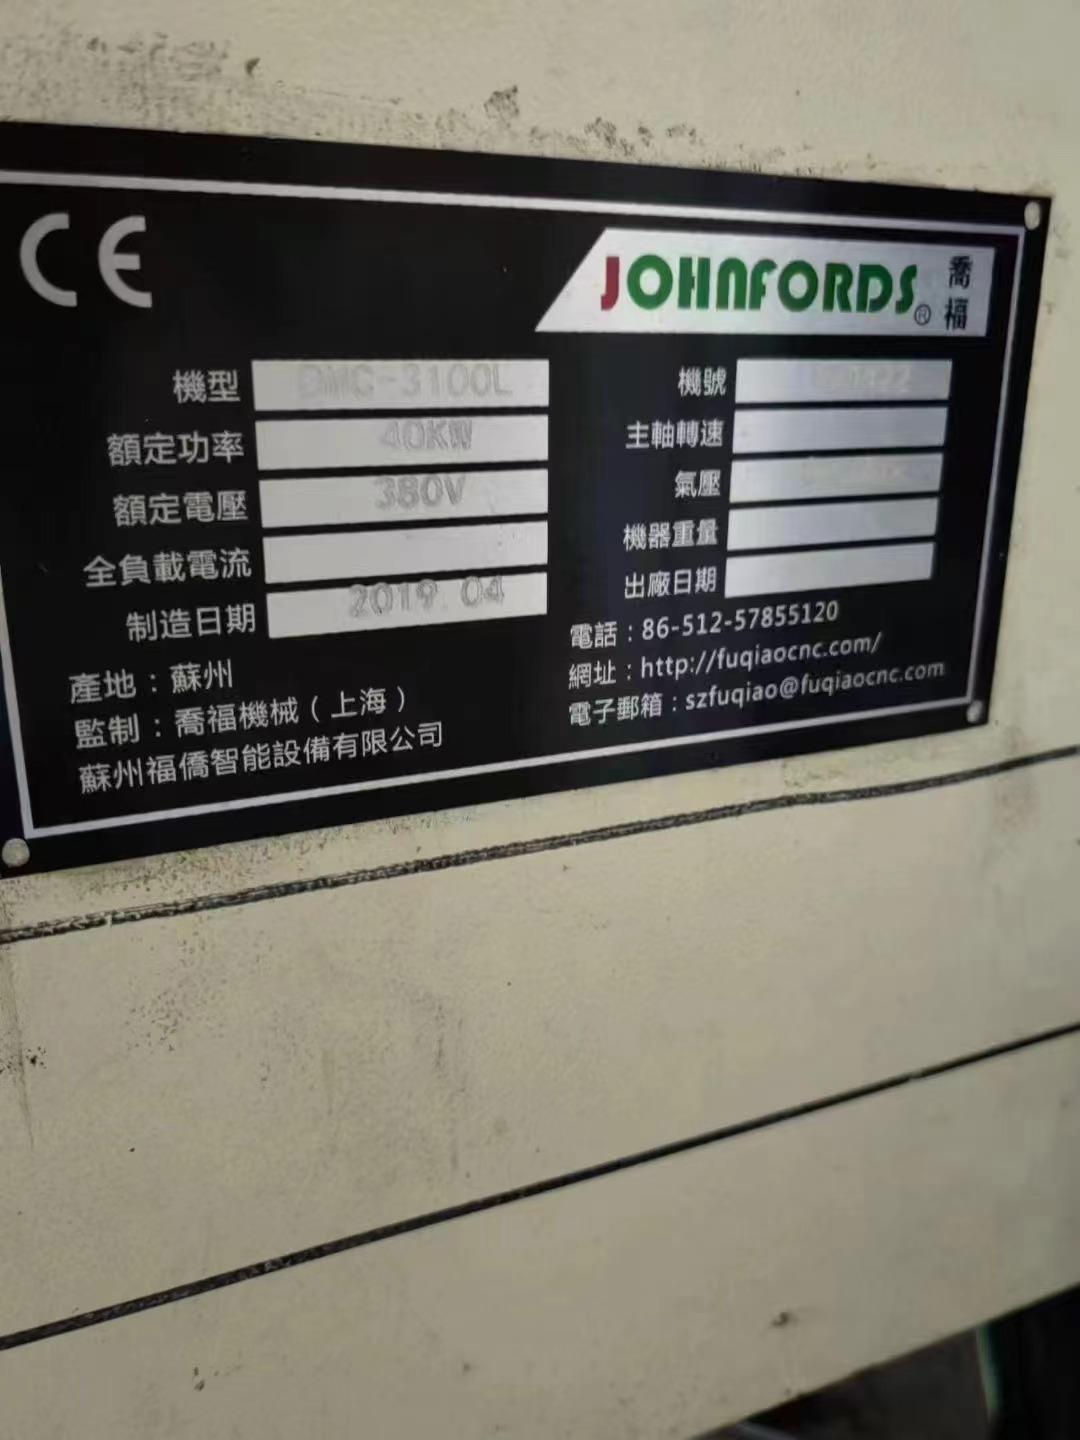 CE
JOHNFORDS® 喬福
機型 DMC-3100L
額定功率 40KW
額定電壓 380V
全負載電流
制造日期 2019 04
產地：蘇州
監制：喬福機械（上海）
蘇州福僑智能設備有限公司
機號
主軸轉速
氣壓
機器重量
出廠日期
電話：86-512-57855120
網址：http://fuqiaocnc.com/
電子郵箱：szfuqiao@fuqiaocnc.com